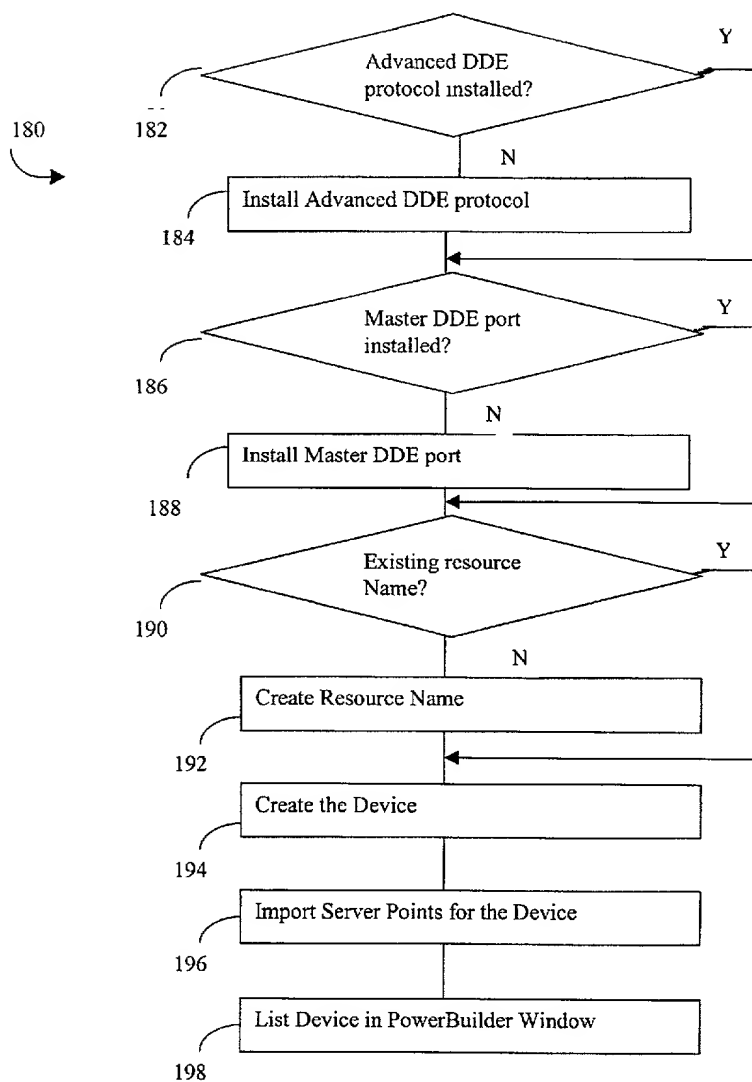 Y
Advanced DDE
protocol installed?
182
180
N
Install Advanced DDE protocol
184
Y
Master DDE port
installed?
186
N
Install Master DDE port
188
Y
Existing resource
Name?
190
N
Create Resource Name
192
Create the Device
194
Import Server Points for the Device
196
List Device in PowerBuilder Window
198